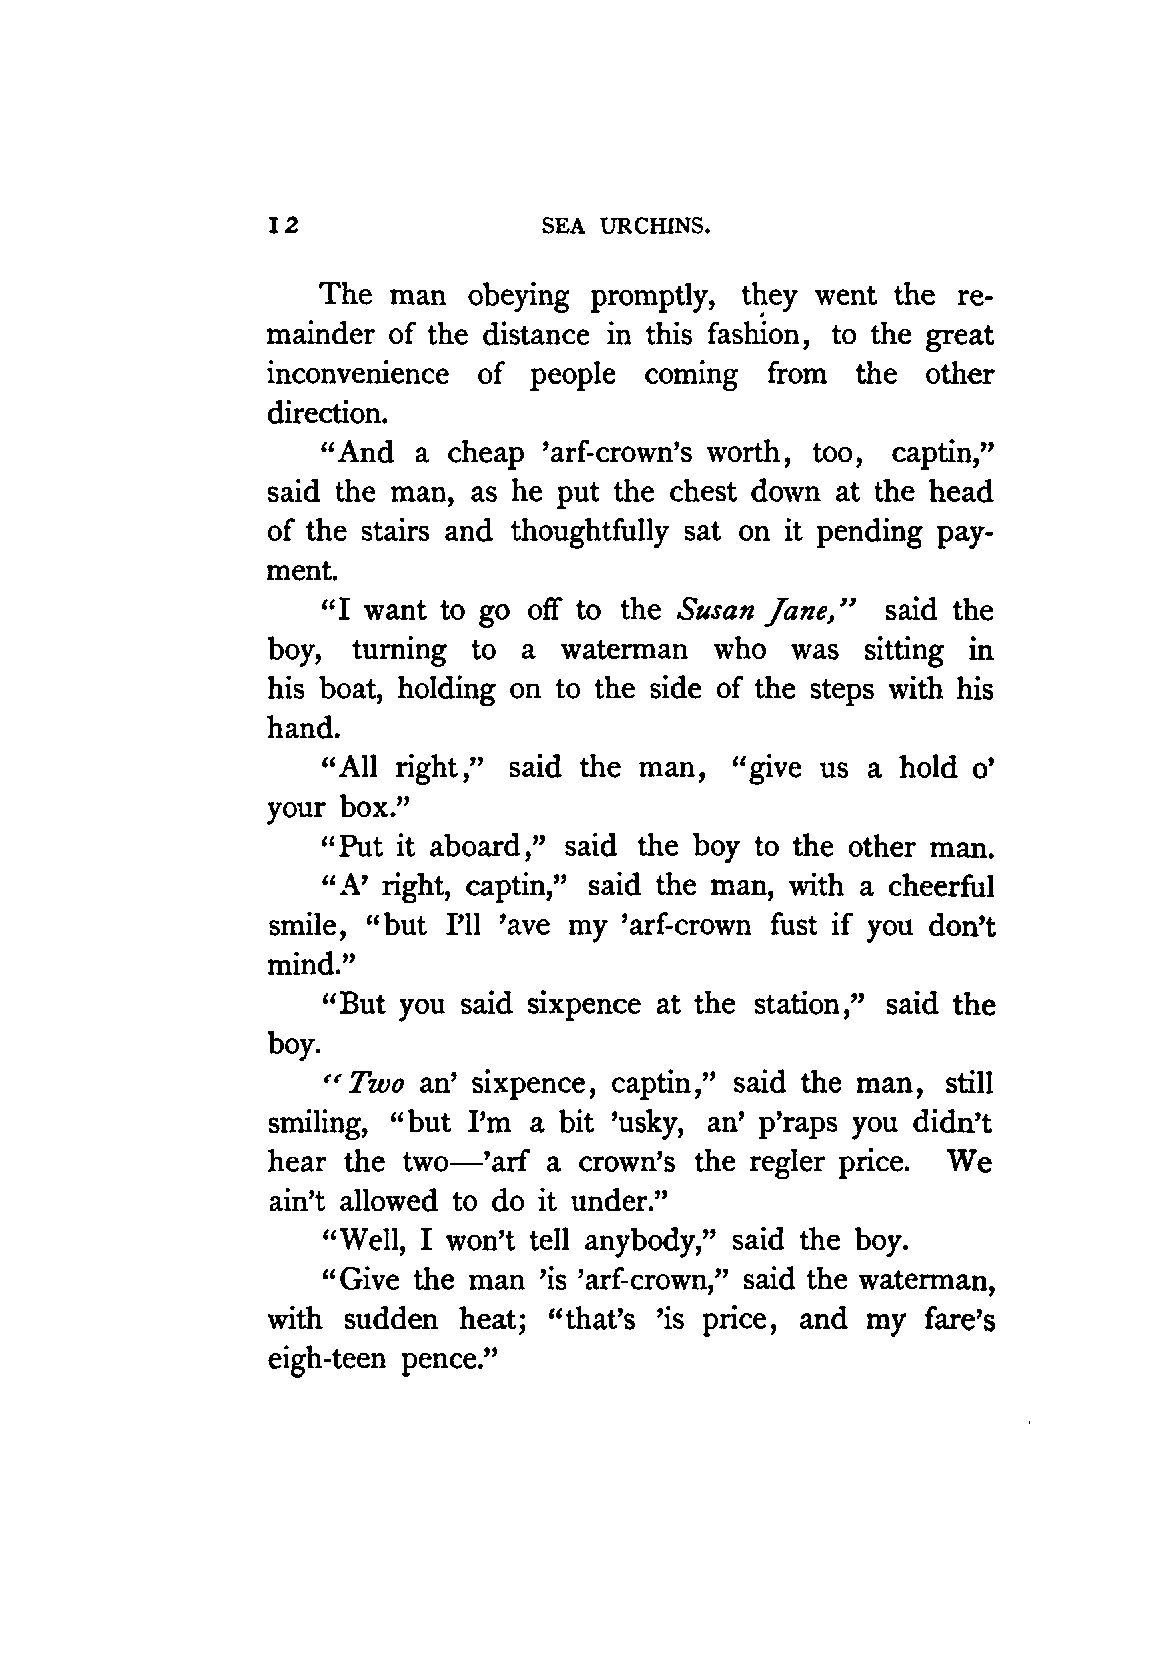 12 SEA URCHINS.
The man obeying promptly, they went the re-
mainder of the distance in this fashion, to the great
inconvenience of people coming from the other
direction.
“And a cheap ’arf-crown’s worth, too, captin,”
said the man, as he put the chest down at the head
of the stairs and thoughtfully sat on it pending pay-
ment.
“I want to go off to the Susan Jane,” said the
boy, turning to a waterman who was sitting in
his boat, holding on to the side of the steps with his
hand.
“All right,” said the man, “give us a hold o’
your box.”
“Put it aboard,” said the boy to the other man.
“A’ right, captin,” said the man, with a cheerful
smile, “but I’ll ’ave my ’arf-crown fust if you don’t
mind.”
“But you said sixpence at the station,” said the
boy.
“Two an’ sixpence, captin,” said the man, still
smiling, “but I’m a bit ’usky, an’ p’raps you didn’t
hear the two—’arf a crown’s the regler price. We
ain’t allowed to do it under.”
“Well, I won’t tell anybody,” said the boy.
“Give the man ’is ’arf-crown,” said the waterman,
with sudden heat; “that’s ’is price, and my fare’s
eigh-teen pence.”